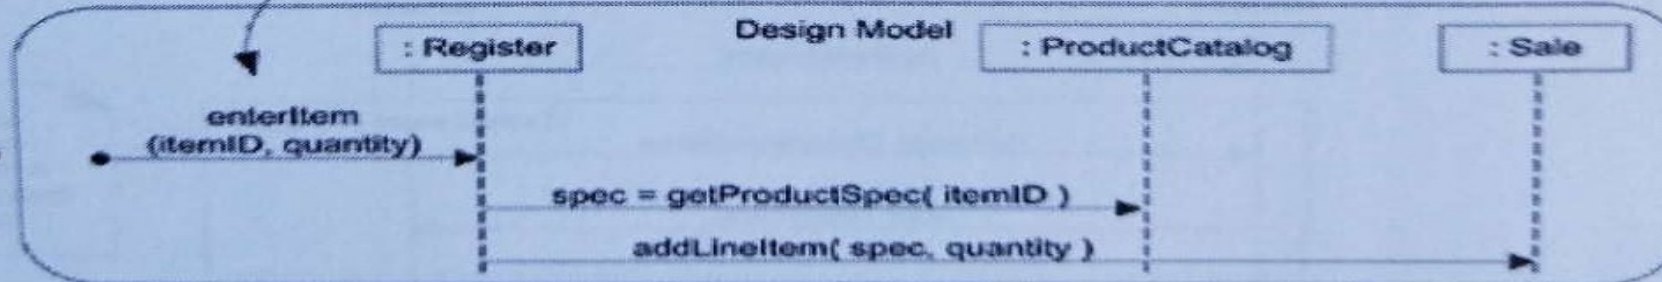 Design Model
: Register
: ProductCatalog
: Sale
enterItem
(itemID, quantity)
spec = getProductSpec( itemID )
addLineItem( spec, quantity )